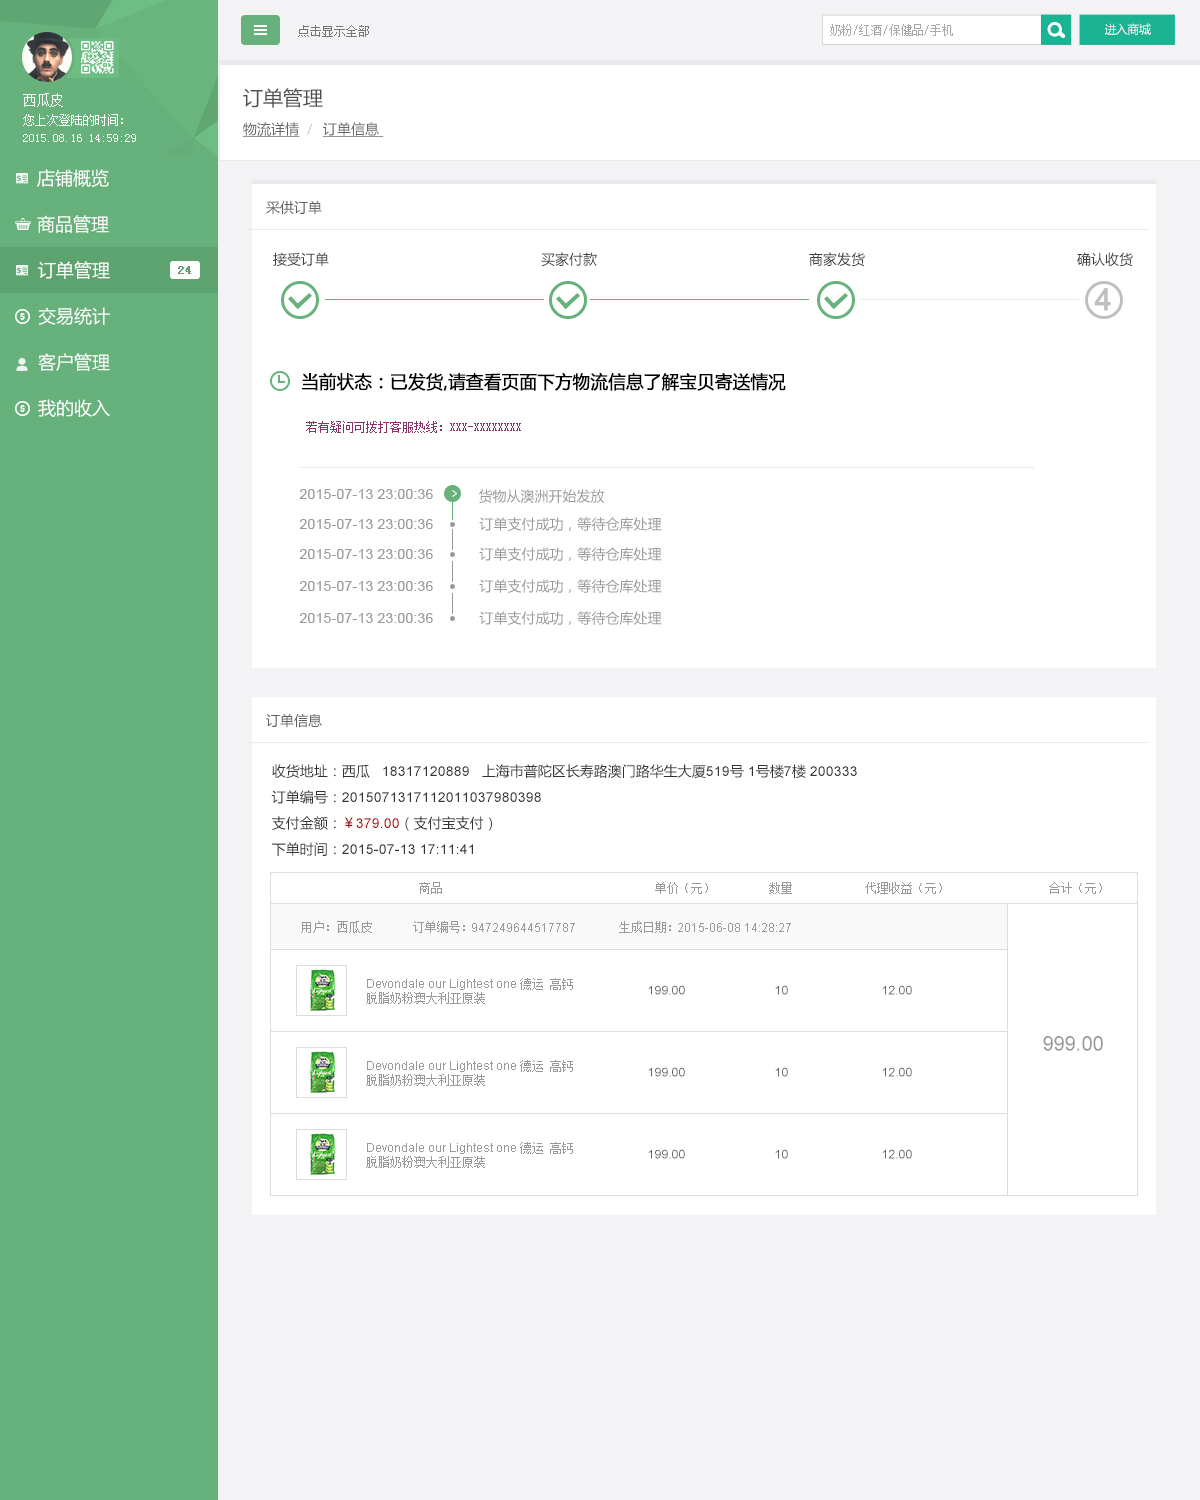 点击显示全部
奶粉/红酒/保健品/手机
进入商城
西瓜皮
您上次登陆的时间：
2015.08.16 14:59:29
店铺概览
商品管理
订单管理 24
交易统计
客户管理
我的收入
订单管理
物流详情 / 订单信息
采供订单
接受订单 买家付款 商家发货 确认收货
4
当前状态：已发货,请查看页面下方物流信息了解宝贝寄送情况
若有疑问可拨打客服热线：xxx-xxxxxxxx
2015-07-13 23:00:36 货物从澳洲开始发放
2015-07-13 23:00:36 订单支付成功，等待仓库处理
2015-07-13 23:00:36 订单支付成功，等待仓库处理
2015-07-13 23:00:36 订单支付成功，等待仓库处理
2015-07-13 23:00:36 订单支付成功，等待仓库处理
订单信息
收货地址：西瓜 18317120889 上海市普陀区长寿路澳门路华生大厦519号 1号楼7楼 200333
订单编号：2015071317112011037980398
支付金额：￥379.00（支付宝支付）
下单时间：2015-07-13 17:11:41
商品 单价（元） 数量 代理收益（元） 合计（元）
用户：西瓜皮 订单编号：947249644517787 生成日期：2015-06-08 14:28:27
Devondale our Lightest one 德运 高钙
脱脂奶粉澳大利亚原装
199.00 10 12.00
999.00
Devondale our Lightest one 德运 高钙
脱脂奶粉澳大利亚原装
199.00 10 12.00
Devondale our Lightest one 德运 高钙
脱脂奶粉澳大利亚原装
199.00 10 12.00